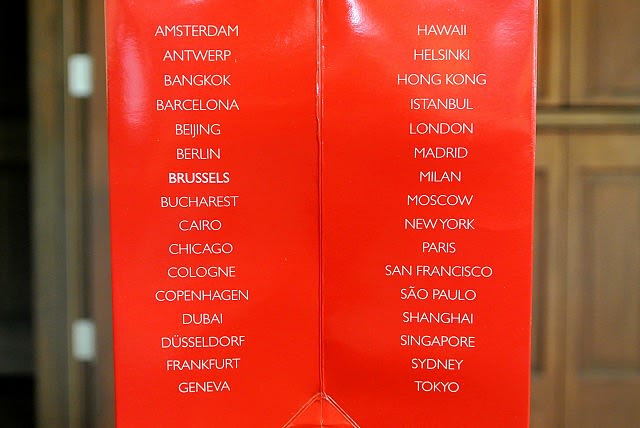 AMSTERDAM
ANTWERP
BANGKOK
BARCELONA
BEIJING
BERLIN
BRUSSELS
BUCHAREST
CAIRO
CHICAGO
COLOGNE
COPENHAGEN
DUBAI
DÜSSELDORF
FRANKFURT
GENEVA
HAWAII
HELSINKI
HONG KONG
ISTANBUL
LONDON
MADRID
MILAN
MOSCOW
NEW YORK
PARIS
SAN FRANCISCO
SÃO PAULO
SHANGHAI
SINGAPORE
SYDNEY
TOKYO